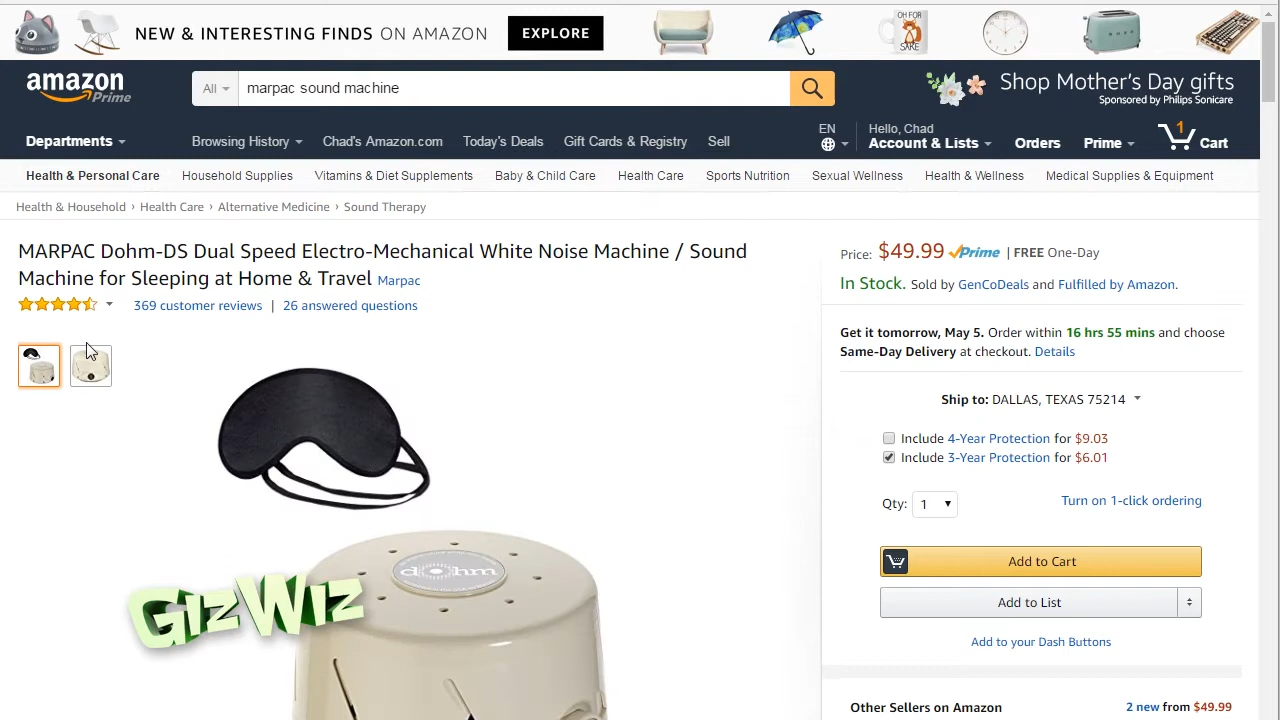 NEW & INTERESTING FINDS ON AMAZON EXPLORE
OH FOR
SAKE
amazon
Prime
All
marpac sound machine
Shop Mother's Day gifts
Sponsored by Philips Sonicare
Departments
Browsing History Chad's Amazon.com Today's Deals Gift Cards & Registry Sell
EN
Hello, Chad
Account & Lists
Orders
Prime
1
Cart
Health & Personal Care Household Supplies Vitamins & Diet Supplements Baby & Child Care Health Care Sports Nutrition Sexual Wellness Health & Wellness Medical Supplies & Equipment
Health & Household › Health Care › Alternative Medicine › Sound Therapy
MARPAC Dohm-DS Dual Speed Electro-Mechanical White Noise Machine / Sound
Machine for Sleeping at Home & Travel Marpac
369 customer reviews | 26 answered questions
dohm
GizWiz
Price: $49.99 Prime | FREE One-Day
In Stock. Sold by GenCoDeals and Fulfilled by Amazon.
Get it tomorrow, May 5. Order within 16 hrs 55 mins and choose
Same-Day Delivery at checkout. Details
Ship to: DALLAS, TEXAS 75214
Include 4-Year Protection for $9.03
Include 3-Year Protection for $6.01
Qty: 1
Turn on 1-click ordering
Add to Cart
Add to List
Add to your Dash Buttons
Other Sellers on Amazon 2 new from $49.99